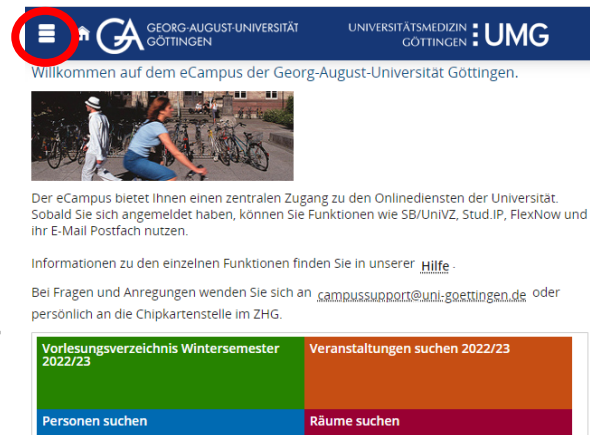 GEORG-AUGUST-UNIVERSITÄT
GÖTTINGEN
UNIVERSITÄTSMEDIZIN
GÖTTINGEN
UMG
Willkommen auf dem eCampus der Georg-August-Universität Göttingen.
Der eCampus bietet Ihnen einen zentralen Zugang zu den Onlinediensten der Universität.
Sobald Sie sich angemeldet haben, können Sie Funktionen wie SB/UniVZ, Stud.IP, FlexNow und
ihr E-Mail Postfach nutzen.
Informationen zu den einzelnen Funktionen finden Sie in unserer Hilfe .
Bei Fragen und Anregungen wenden Sie sich an campussupport@uni-goettingen.de oder
persönlich an die Chipkartenstelle im ZHG.
Vorlesungsverzeichnis Wintersemester
2022/23
Veranstaltungen suchen 2022/23
Personen suchen
Räume suchen